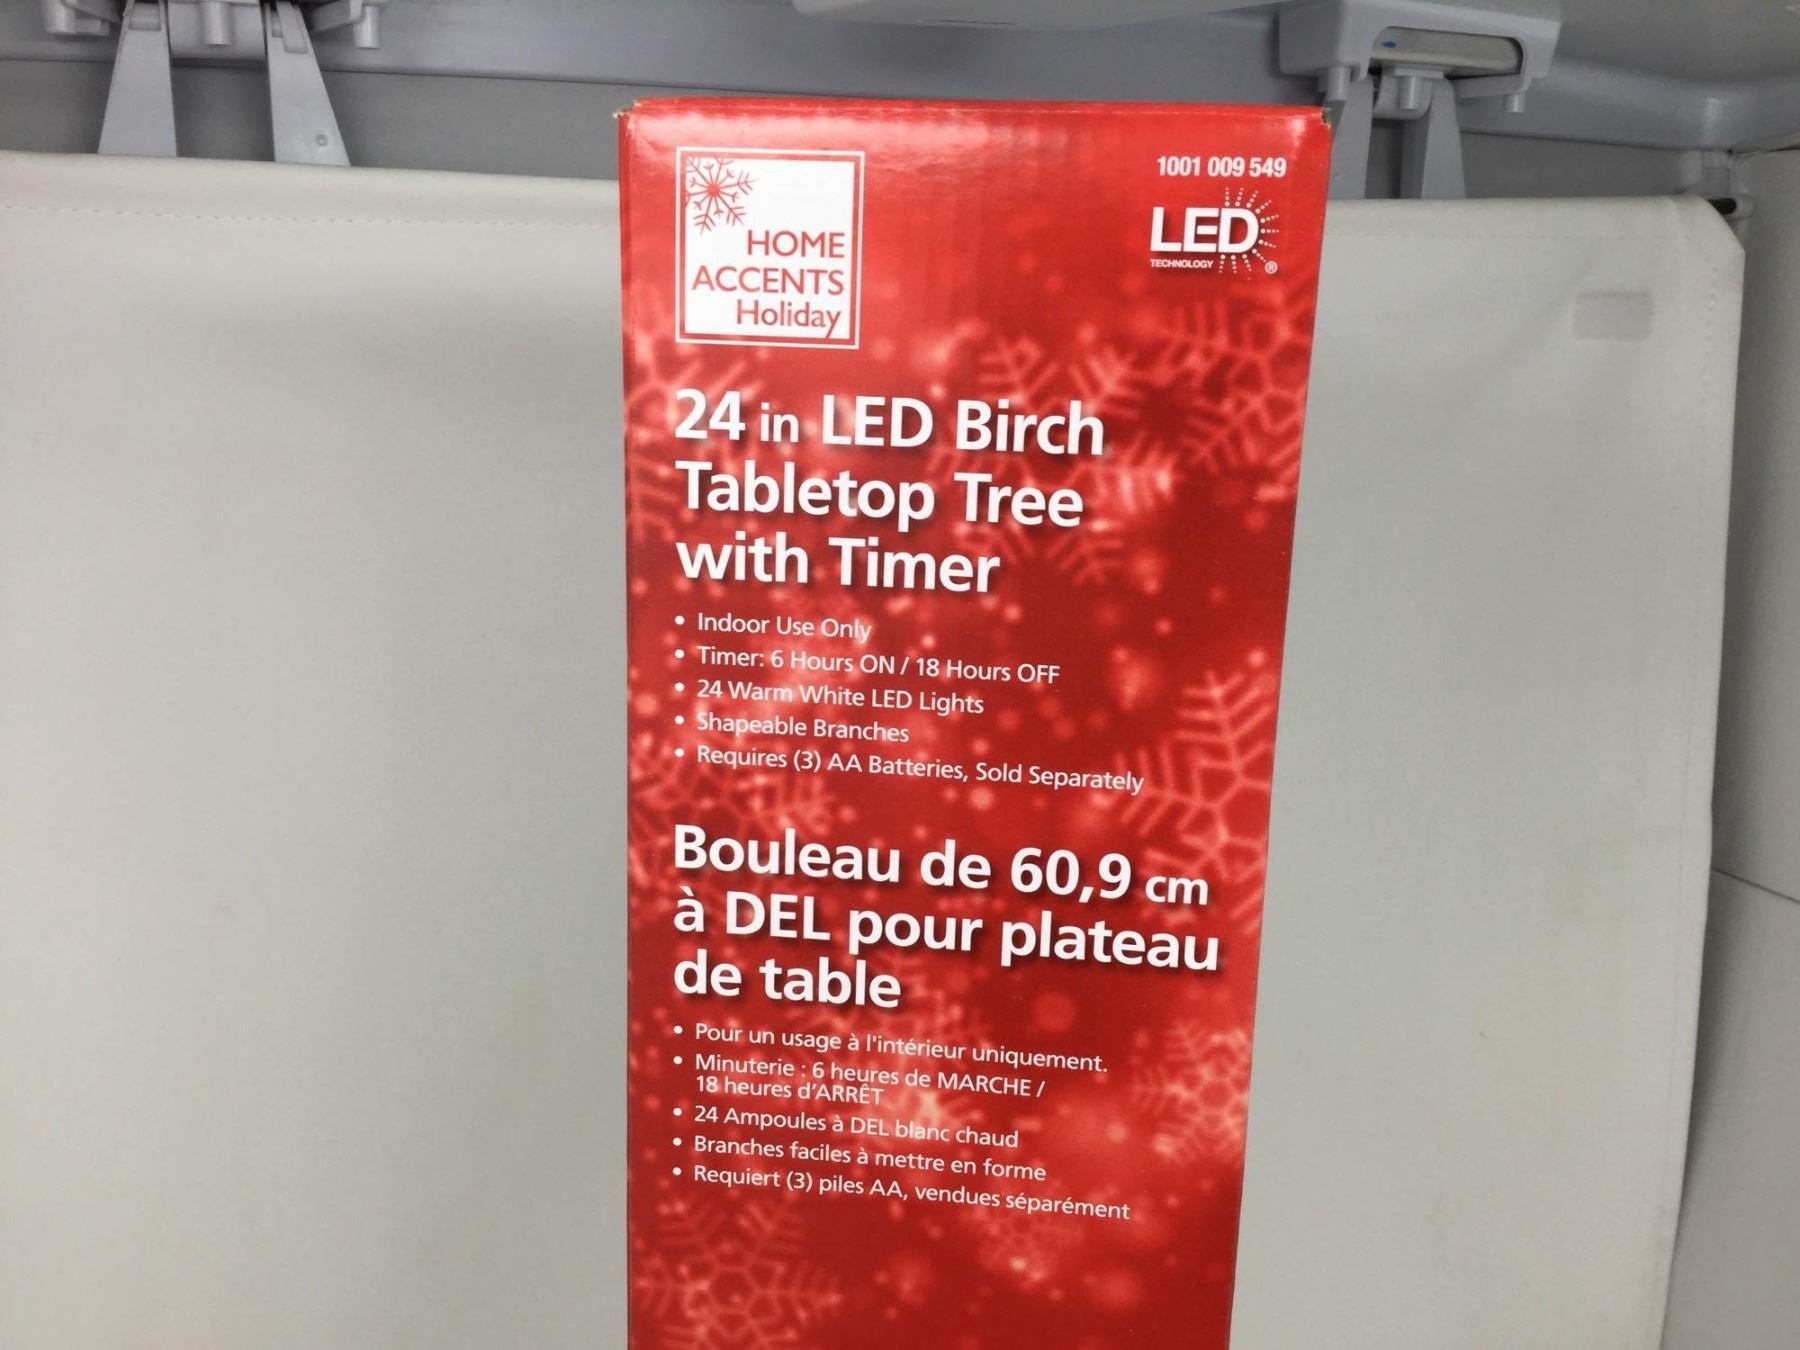 HOME
ACCENTS
Holiday
1001 009 549
LED
TECHNOLOGY
®
24 in LED Birch
Tabletop Tree
with Timer
• Indoor Use Only
• Timer: 6 Hours ON / 18 Hours OFF
• 24 Warm White LED Lights
• Shapeable Branches
• Requires (3) AA Batteries, Sold Separately
Bouleau de 60,9 cm
à DEL pour plateau
de table
• Pour un usage à l'intérieur uniquement.
• Minuterie : 6 heures de MARCHE /
18 heures d'ARRÊT
• 24 Ampoules à DEL blanc chaud
• Branches faciles à mettre en forme
• Requiert (3) piles AA, vendues séparément